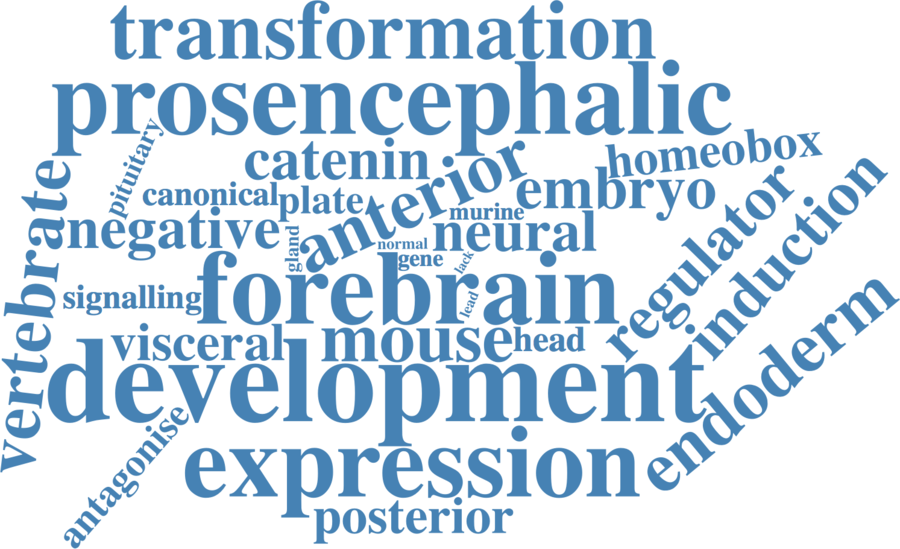 transformation
prosencephalic
pituitary
catenin
homeobox
canonical
plate
anterior
embryo
murine
vertebrate
negative
gland
normal
neural
gene
lack
regulator
induction
signalling
forebrain
lead
visceral
mouse
head
development
endoderm
antagonise
expression
posterior